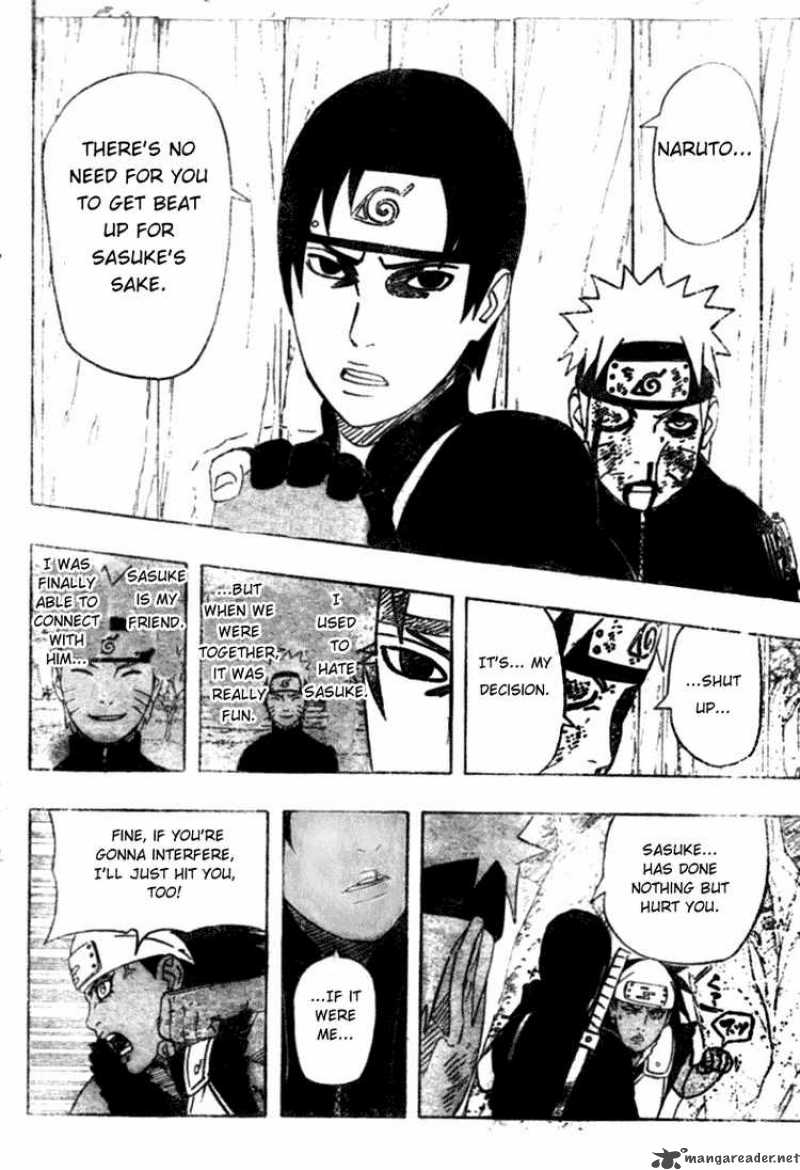 NARUTO...
THERE'S NO
NEED FOR YOU
TO GET BEAT
UP FOR
SASUKE'S
SAKE.
...SHUT
UP...
IT'S... MY
DECISION.
I
USED
TO
HATE
SASUKE.
...BUT
WHEN WE
WERE
TOGETHER,
IT WAS
REALLY
FUN.
SASUKE
IS MY
FRIEND.
I WAS
FINALLY
ABLE TO
CONNECT
WITH
HIM...
SASUKE...
HAS DONE
NOTHING BUT
HURT YOU.
...IF IT
WERE
ME...
FINE, IF YOU'RE
GONNA INTERFERE,
I'LL JUST HIT YOU,
TOO!
mangareader.net